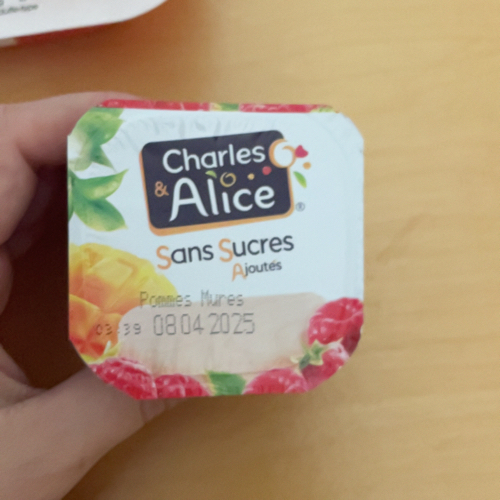 Charles
& Alice®
Sans Sucres
Ajoutés
Pommes Mures
03:39 08 04 2025